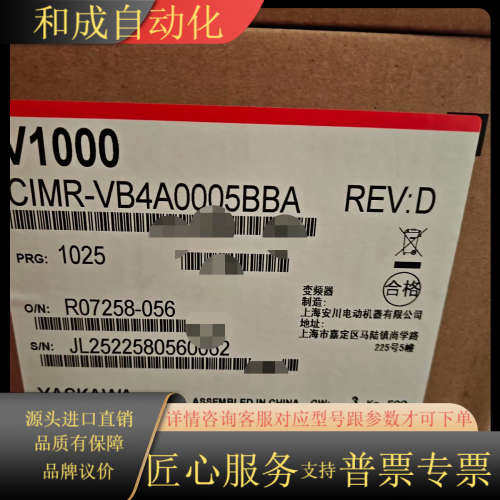 和成自动化
V1000
CIMR-VB4A0005BBA
REV:D
PRG: 1025
合格
变频器
制造:
上海安川电动机器有限公司
地址:
上海市嘉定区马陆镇尚学路
225号5幢
O/N: R07258-056
S/N:
YASKAWA
ASSEMBLED IN CHINA
源头进口直销
品质有保障
品牌议价
详情咨询客服对应型号跟参数才可下单
匠心服务 支持 普票专票